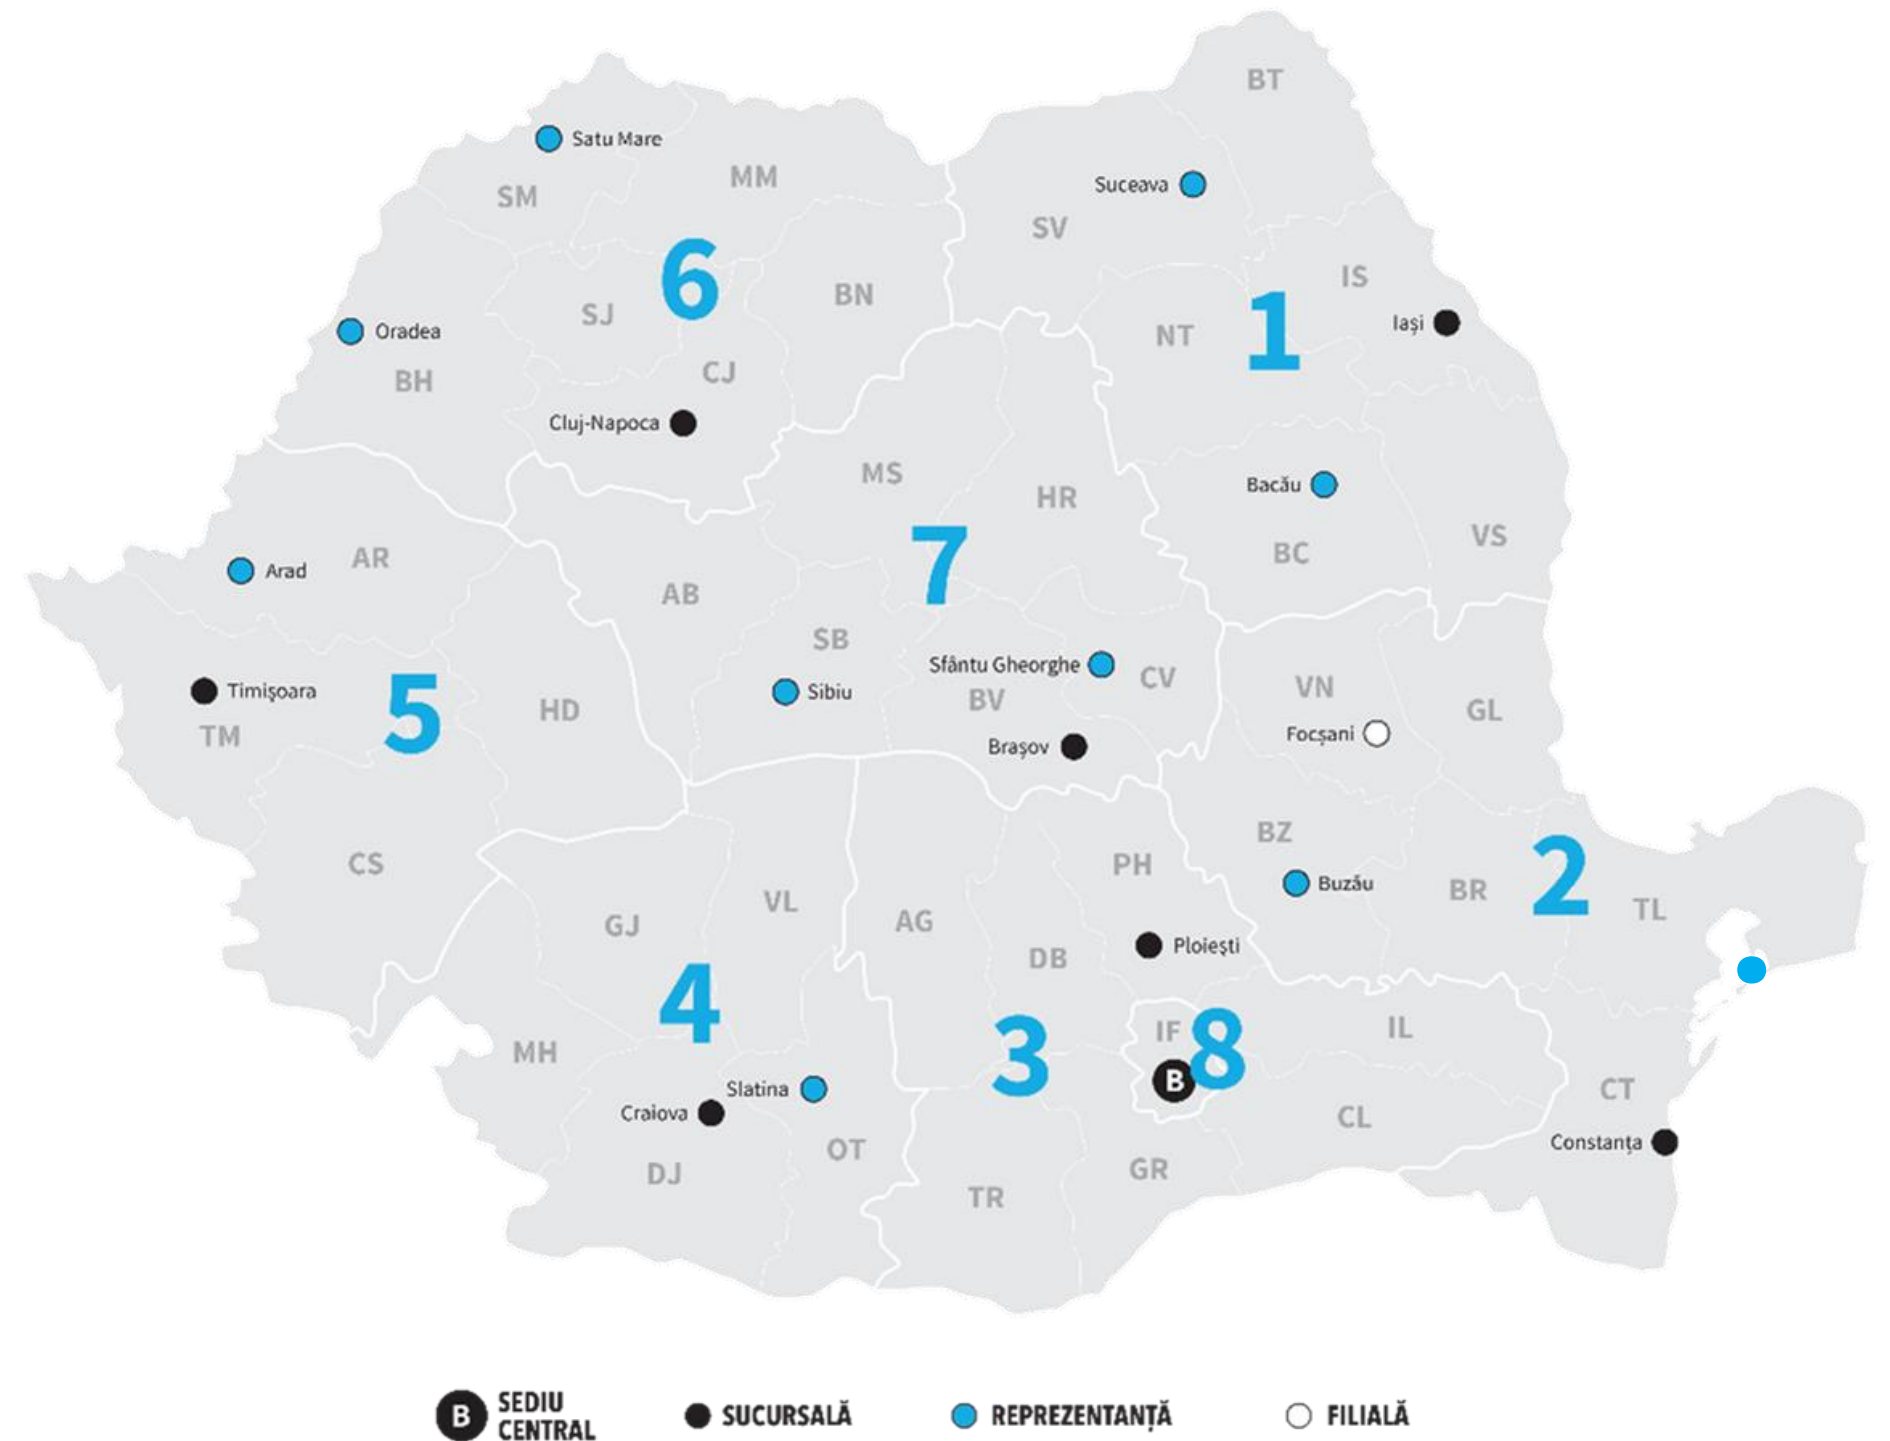 BT
Satu Mare
MM
Suceava
SM
SV
6
IS
BN
SJ
1
Iași
NT
Oradea
CJ
BH
Cluj-Napoca
MS
Bacău
HR
VS
BC
AR
7
Arad
AB
SB
Sfântu Gheorghe
CV
VN
Timișoara
Sibiu
BV
5
HD
GL
TM
Focșani
Brașov
BZ
CS
PH
2
Buzău
BR
VL
TL
AG
GJ
Ploiești
DB
4
IL
IF
8
MH
3
B
Slatina
CT
Craiova
CL
Constanța
OT
GR
DJ
TR
B SEDIU
CENTRAL
SUCURSALĂ
REPREZENTANȚĂ
FILIALĂ